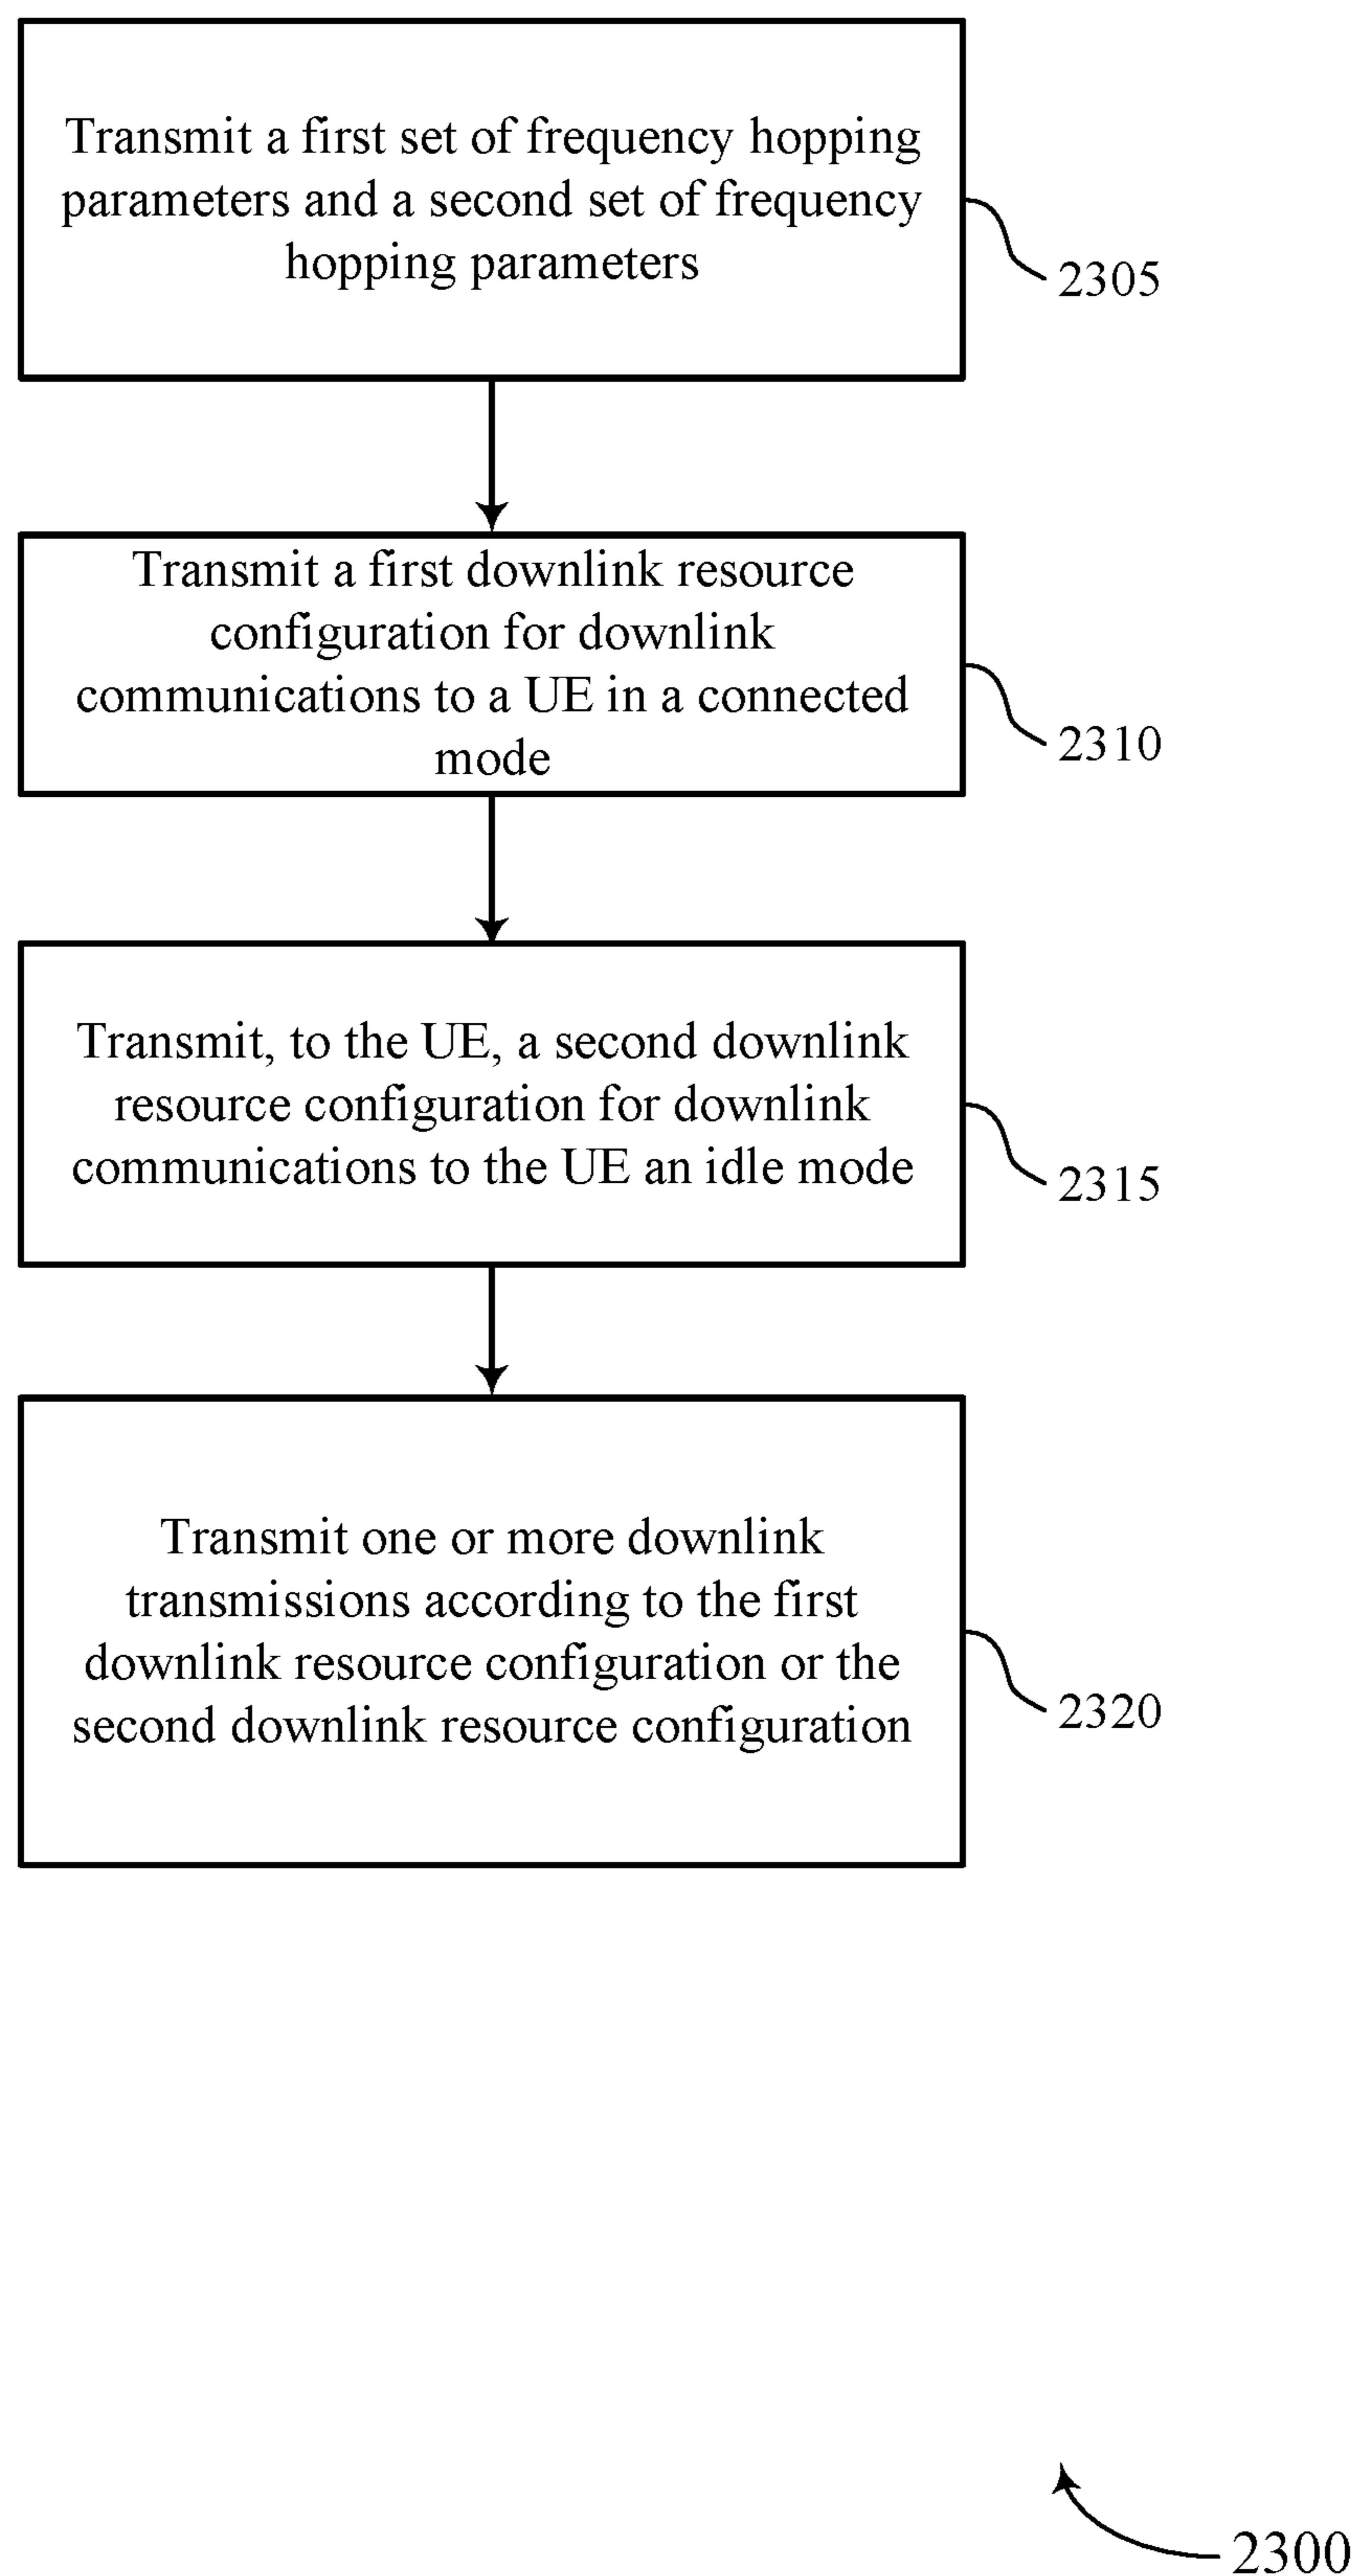 Transmit a first set of frequency hopping
parameters and a second set of frequency
hopping parameters
2305
Transmit a first downlink resource
configuration for downlink
communications to a UE in a connected
mode
2310
Transmit, to the UE, a second downlink
resource configuration for downlink
communications to the UE an idle mode
2315
Transmit one or more downlink
transmissions according to the first
downlink resource configuration or the
second downlink resource configuration
2320
2300